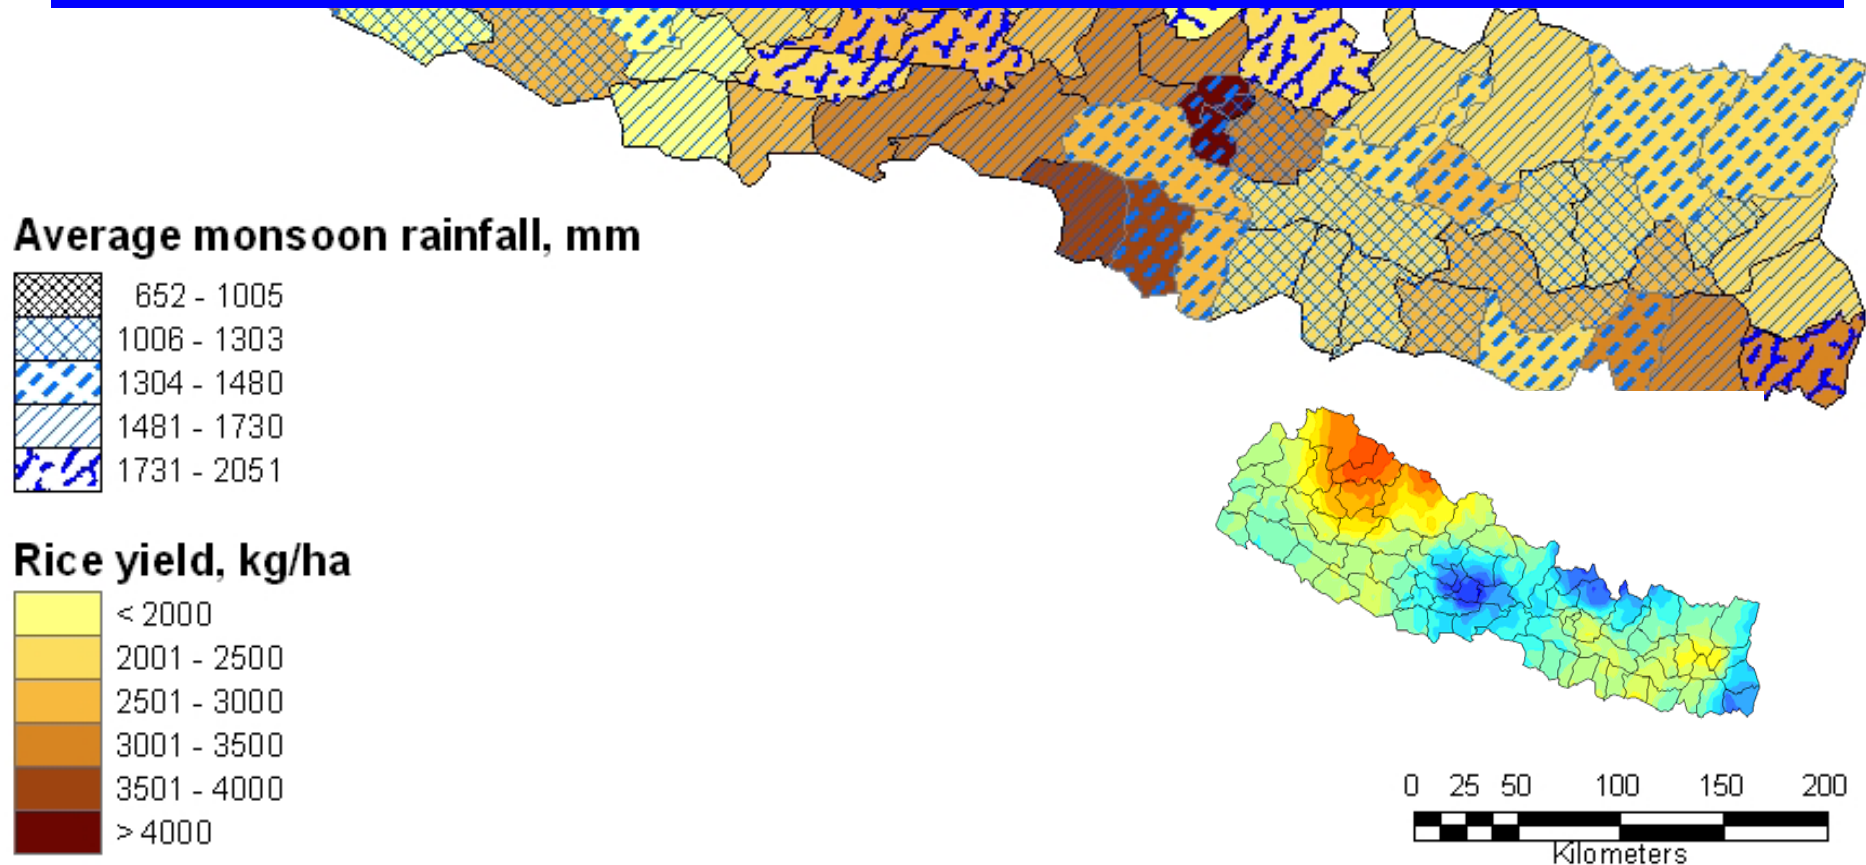 Average monsoon rainfall, mm
652 - 1005
1006 - 1303
1304 - 1480
1481 - 1730
1731 - 2051
Rice yield, kg/ha
< 2000
2001 - 2500
2501 - 3000
3001 - 3500
3501 - 4000
> 4000
0 25 50 100 150 200
Kilometers